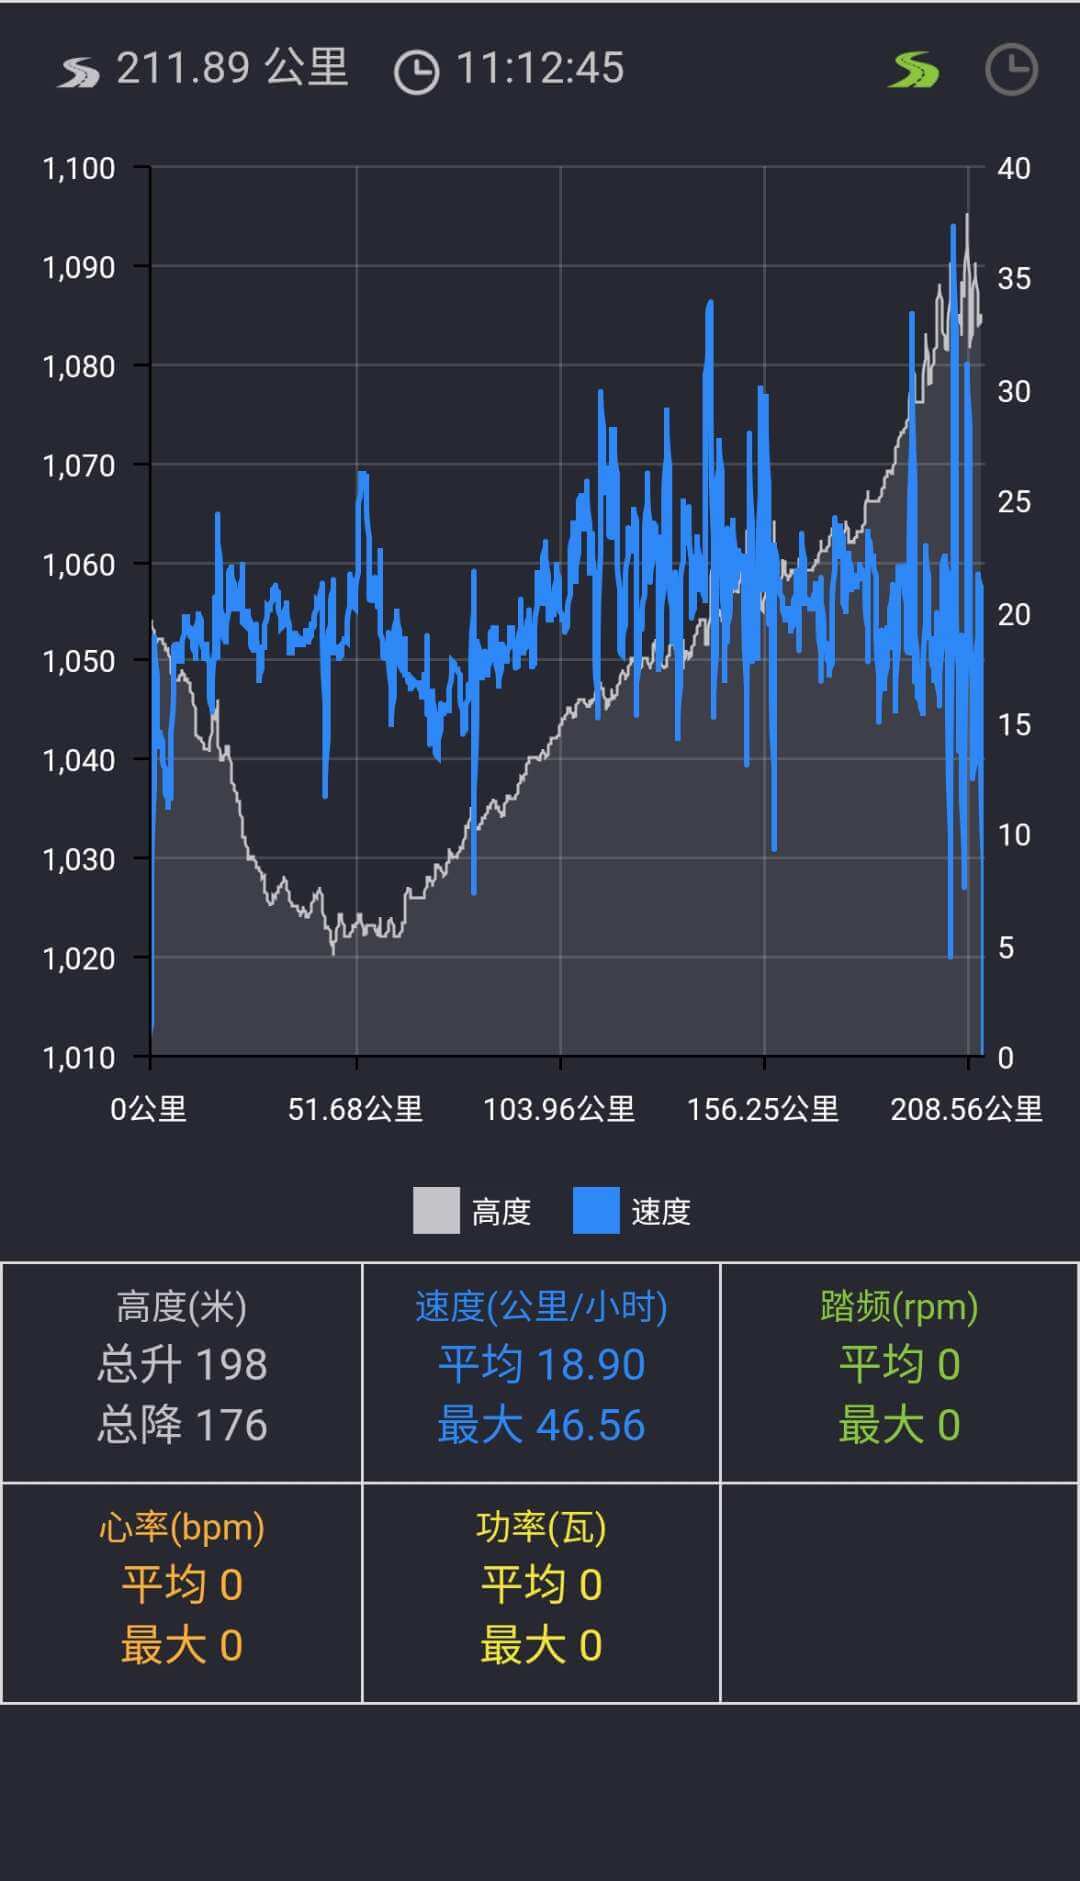 211.89 公里 11:12:45
1,100 40
1,090 35
1,080 30
1,070 25
1,060 20
1,050 15
1,040 10
1,030 5
1,020 0
1,010
0公里 51.68公里 103.96公里 156.25公里 208.56公里
高度 速度
高度(米) 速度(公里/小时) 踏频(rpm)
总升 198 平均 18.90 平均 0
总降 176 最大 46.56 最大 0
心率(bpm) 功率(瓦)
平均 0 平均 0
最大 0 最大 0